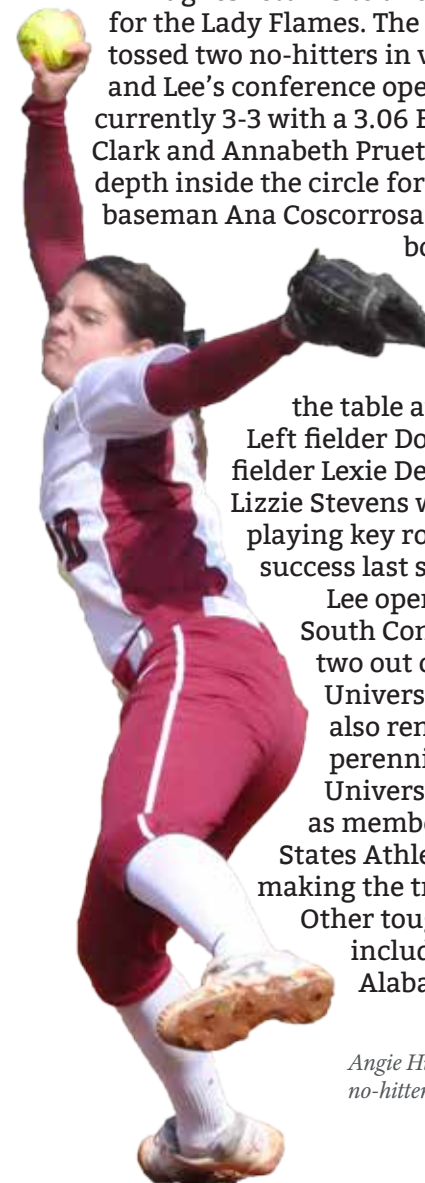 for the Lady Flames. The
tossed two no-hitters in
and Lee's conference ope
currently 3-3 with a 3.06
Clark and Annabeth Pruet
depth inside the circle for
baseman Ana Coscorrosa
bo
the table a
Left fielder Do
fielder Lexie De
Lizzie Stevens w
playing key ro
success last s
Lee oper
South Con
two out o
Univers
also ren
perenni
Univers
as membe
States Athle
making the tr
Other toug
includ
Alaba
Angie H
no-hitter